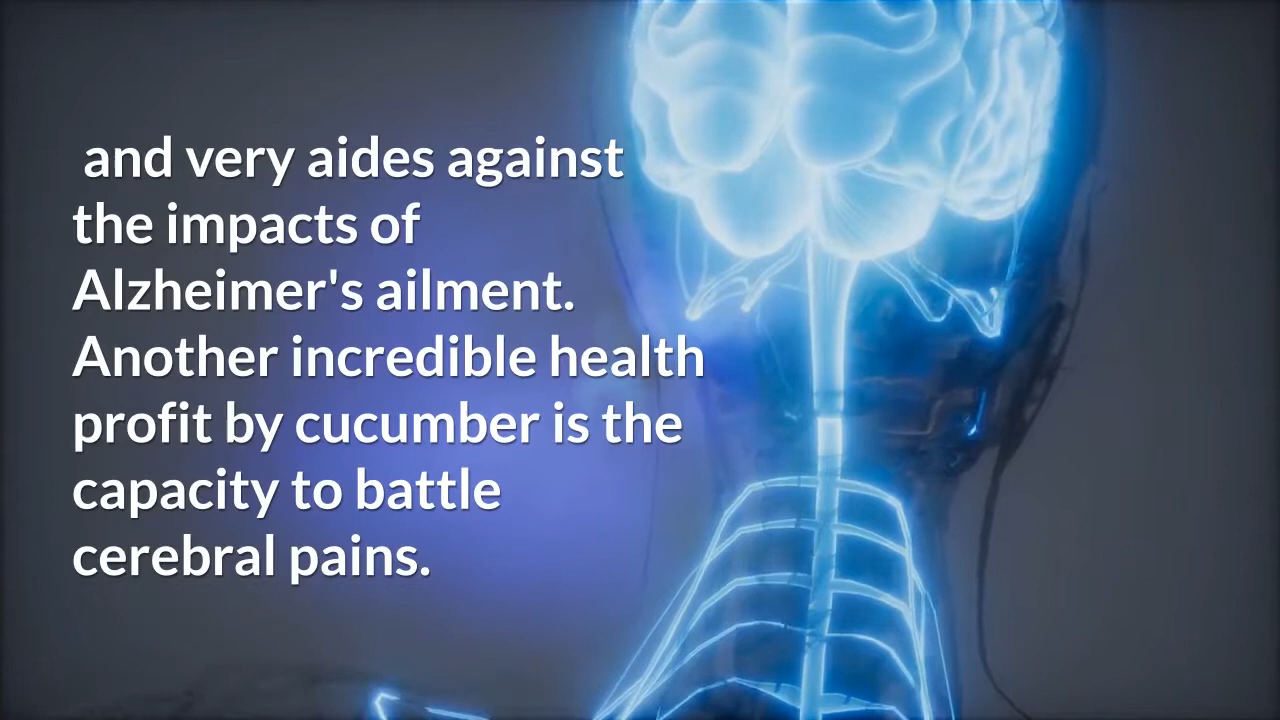 and very aides against
the impacts of
Alzheimer's ailment.
Another incredible health
profit by cucumber is the
capacity to battle
cerebral pains.